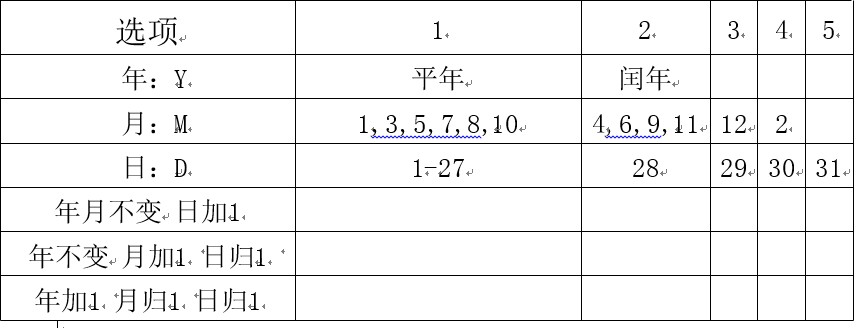 选项 1 2 3 4 5
年：Y 平年 闰年
月：M 1,3,5,7,8,10 4,6,9,11 12 2
日：D 1-27 28 29 30 31
年月不变 日加1
年不变 月加1 日归1
年加1 月归1 日归1